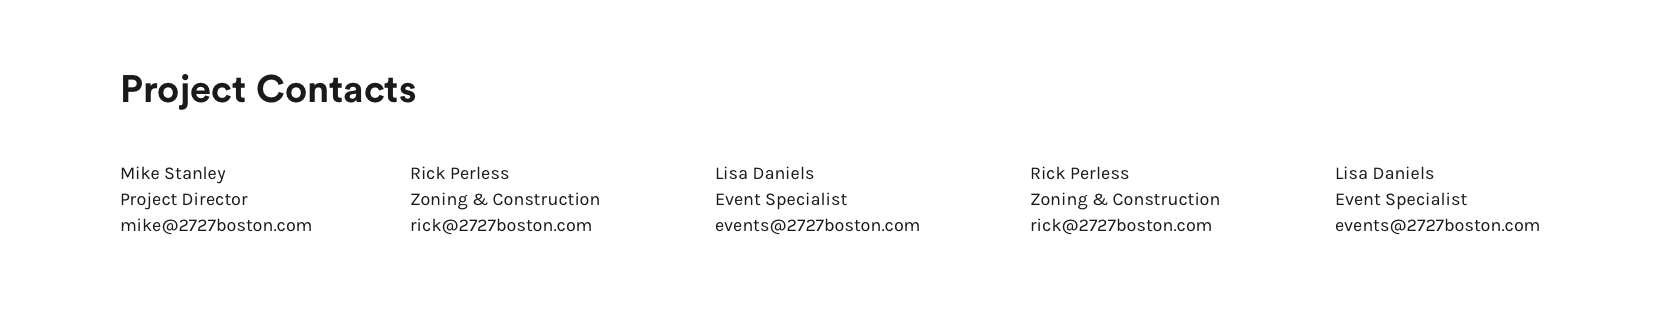 Project Contacts
Mike Stanley
Project Director
mike@2727boston.com
Rick Perless
Zoning & Construction
rick@2727boston.com
Lisa Daniels
Event Specialist
events@2727boston.com
Rick Perless
Zoning & Construction
rick@2727boston.com
Lisa Daniels
Event Specialist
events@2727boston.com